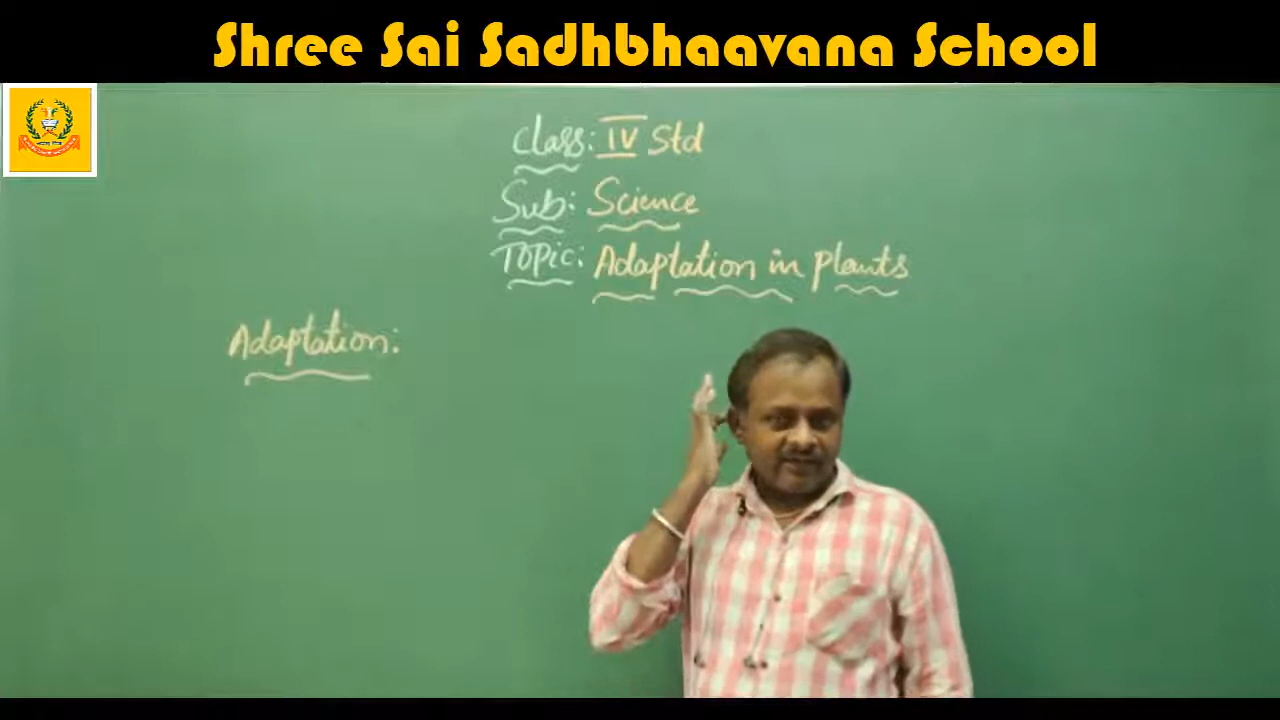 Shree Sai Sadhbhaavana School
Class: IV Std
Sub: Science
Topic: Adaptation in plants
Adaptation: